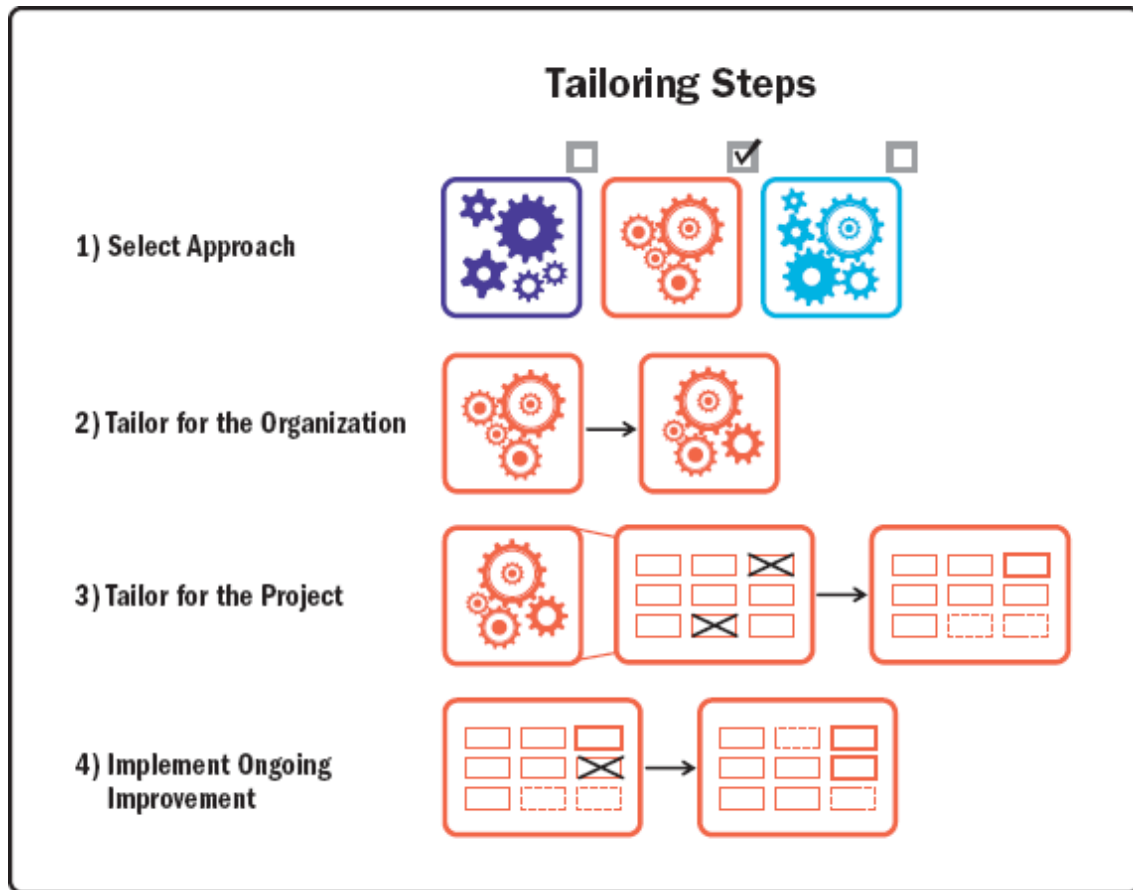 Tailoring Steps
1) Select Approach
2) Tailor for the Organization
3) Tailor for the Project
4) Implement Ongoing
Improvement